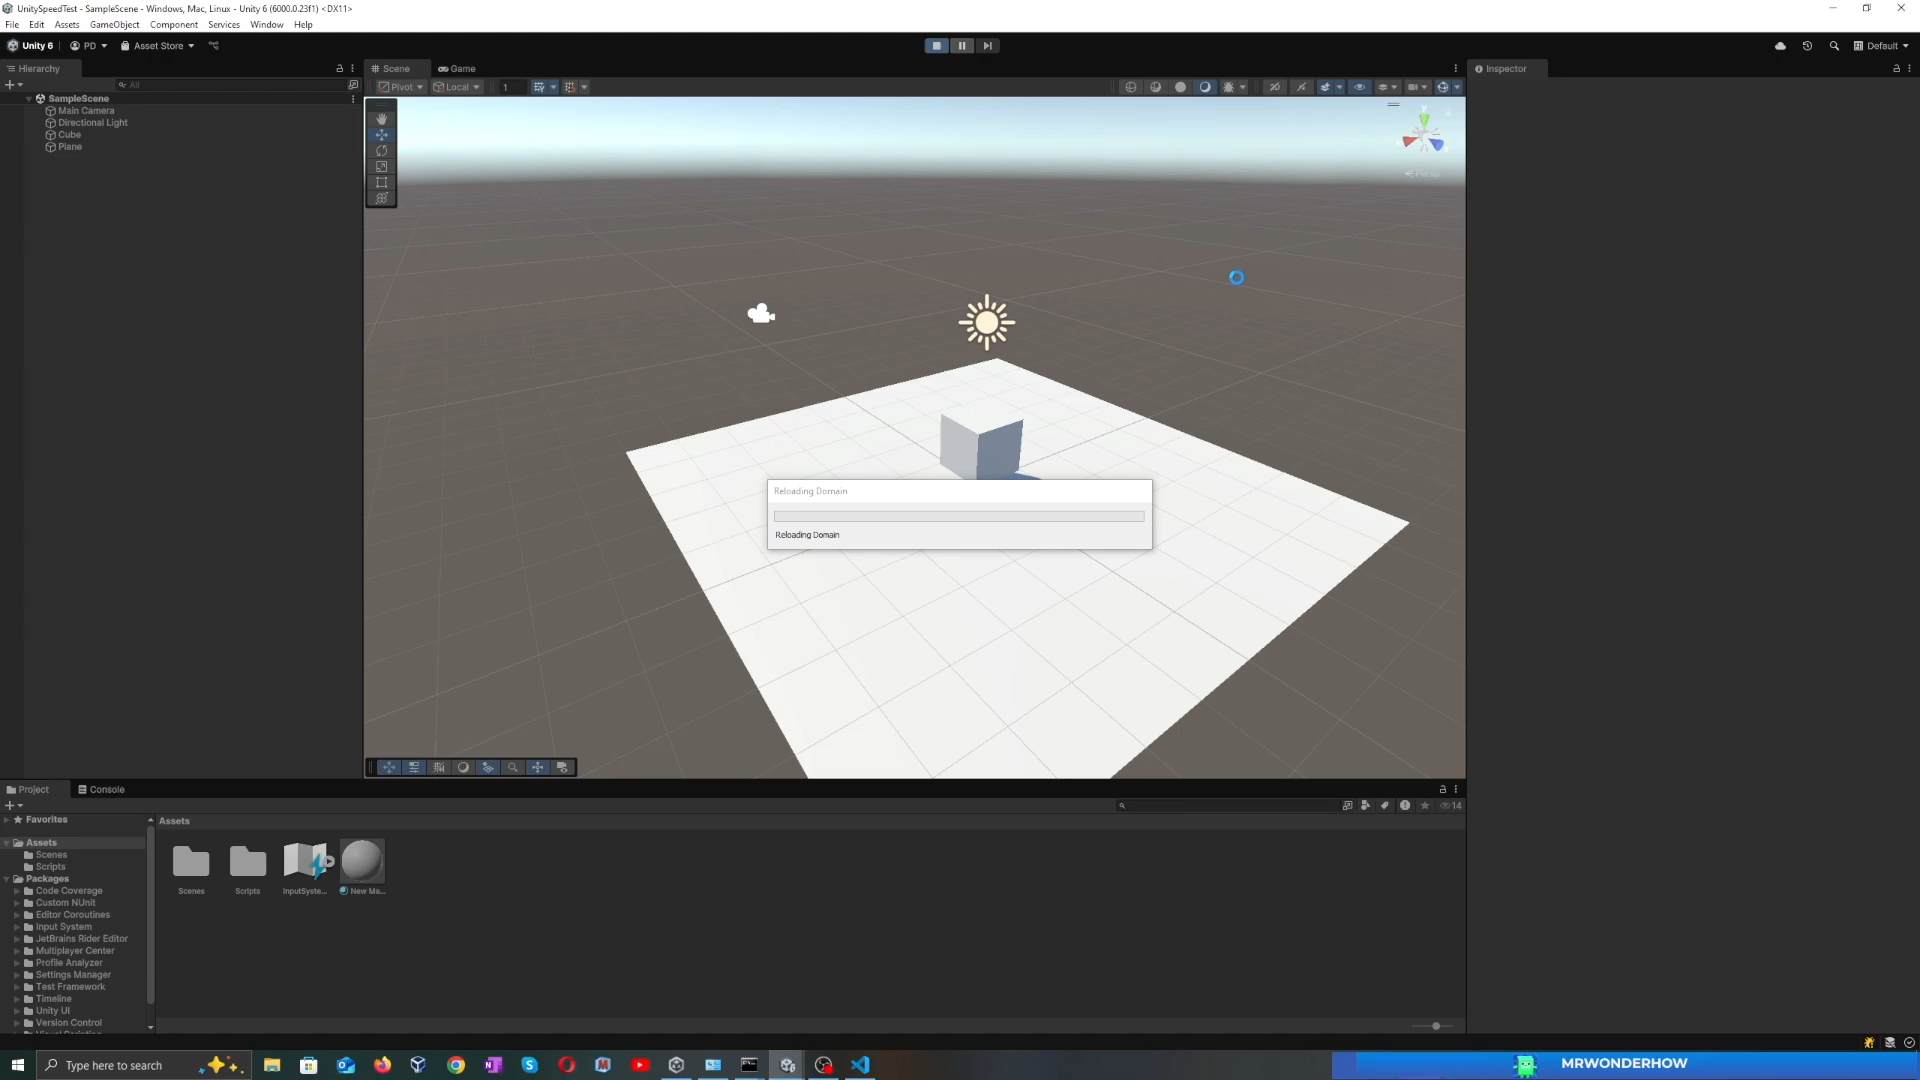 UnitySpeedTest - SampleScene - Windows, Mac, Linux - Unity 6 (6000.0.23f1) <DX11>
File Edit Assets GameObject Component Services Window Help
Unity 6 PD Asset Store Default
Hierarchy
All
SampleScene
Main Camera
Directional Light
Cube
Plane
Scene Game
Pivot Local 1 2D
y
Persp
Inspector
Reloading Domain
Reloading Domain
Project Console
14
Favorites
Assets
Scenes
Scripts
Packages
Code Coverage
Custom NUnit
Editor Coroutines
Input System
JetBrains Rider Editor
Multiplayer Center
Profile Analyzer
Settings Manager
Test Framework
Timeline
Unity UI
Version Control
Assets
Scenes Scripts InputSyste... New Ma...
Type here to search
MRWONDERHOW